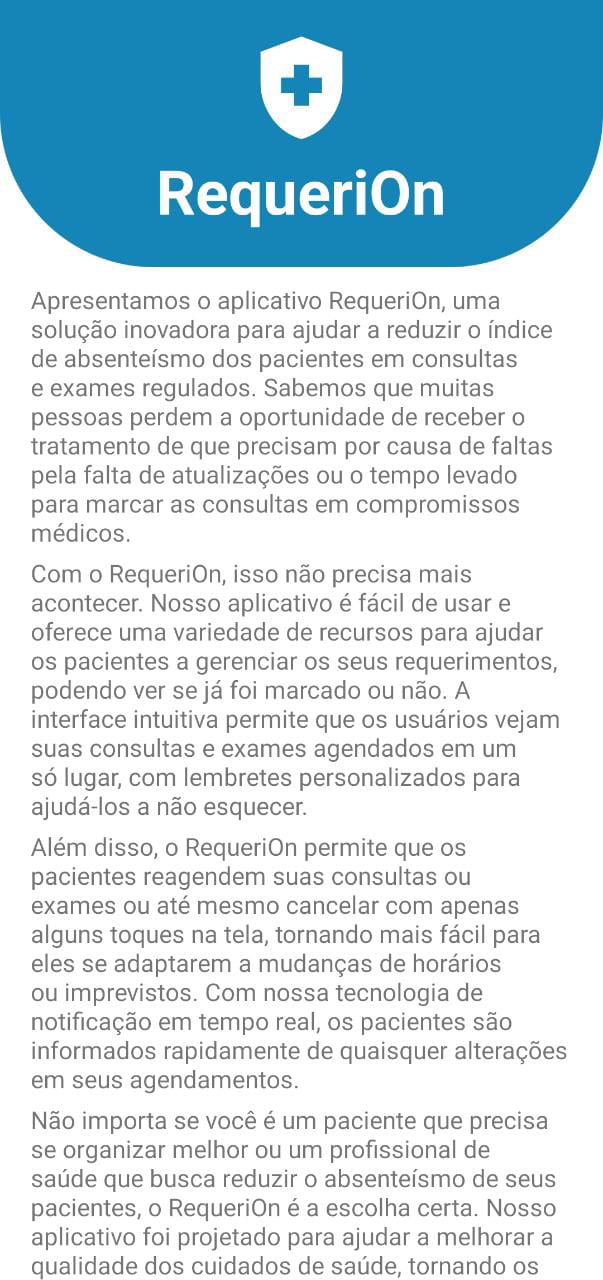 RequeriOn
Apresentamos o aplicativo RequeriOn, uma
solução inovadora para ajudar a reduzir o índice
de absenteísmo dos pacientes em consultas
e exames regulados. Sabemos que muitas
pessoas perdem a oportunidade de receber o
tratamento de que precisam por causa de faltas
pela falta de atualizações ou o tempo levado
para marcar as consultas em compromissos
médicos.
Com o RequeriOn, isso não precisa mais
acontecer. Nosso aplicativo é fácil de usar e
oferece uma variedade de recursos para ajudar
os pacientes a gerenciar os seus requerimentos,
podendo ver se já foi marcado ou não. A
interface intuitiva permite que os usuários vejam
suas consultas e exames agendados em um
só lugar, com lembretes personalizados para
ajudá-los a não esquecer.
Além disso, o RequeriOn permite que os
pacientes reagendem suas consultas ou
exames ou até mesmo cancelar com apenas
alguns toques na tela, tornando mais fácil para
eles se adaptarem a mudanças de horários
ou imprevistos. Com nossa tecnologia de
notificação em tempo real, os pacientes são
informados rapidamente de quaisquer alterações
em seus agendamentos.
Não importa se você é um paciente que precisa
se organizar melhor ou um profissional de
saúde que busca reduzir o absenteísmo de seus
pacientes, o RequeriOn é a escolha certa. Nosso
aplicativo foi projetado para ajudar a melhorar a
qualidade dos cuidados de saúde, tornando os